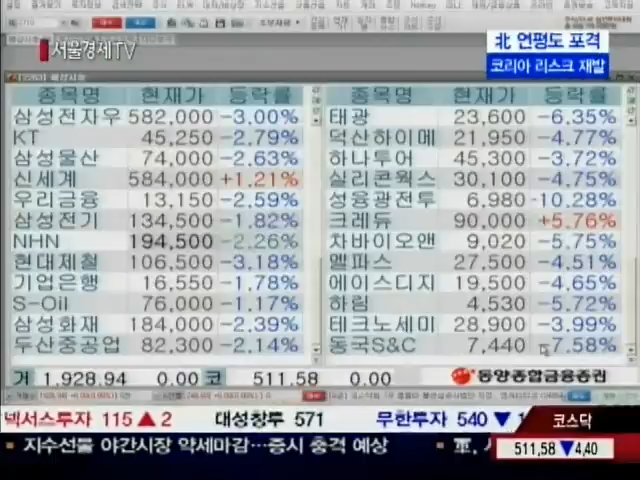 서울경제TV
北 연평도 포격
코리아 리스크 재발
종목명 현재가 등락률 종목명 현재가 등락률
삼성전자우 582,000 -3.00% 태광 23,600 -6.35%
KT 45,250 -2.79% 덕산하이메 21,950 -4.77%
삼성물산 74,000 -2.63% 하나투어 45,300 -3.72%
신세계 584,000 +1.21% 실리콘웍스 30,100 -4.75%
우리금융 13,150 -2.59% 성융광전투 6,980 -10.28%
삼성전기 134,500 -1.82% 크레듀 90,000 +5.76%
NHN 194,500 -2.26% 차바이오앤 9,020 -5.75%
현대제철 106,500 -3.18% 멜파스 27,500 -4.51%
기업은행 16,550 -1.78% 에이스디지 19,500 -4.65%
S-Oil 76,000 -1.17% 하림 4,530 -5.72%
삼성화재 184,000 -2.39% 테크노세미 28,900 -3.99%
두산중공업 82,300 -2.14% 동국S&C 7,440 -7.58%
거 1,928.94 0.00 코 511.58 0.00 동양종합금융증권
넥서스투자 115 ▲ 2 대성창투 571 무한투자 540 ▼ 1 코스닥
지수선물 야간시장 약세마감…증시 충격 예상 軍, 511,58 ▼4,40